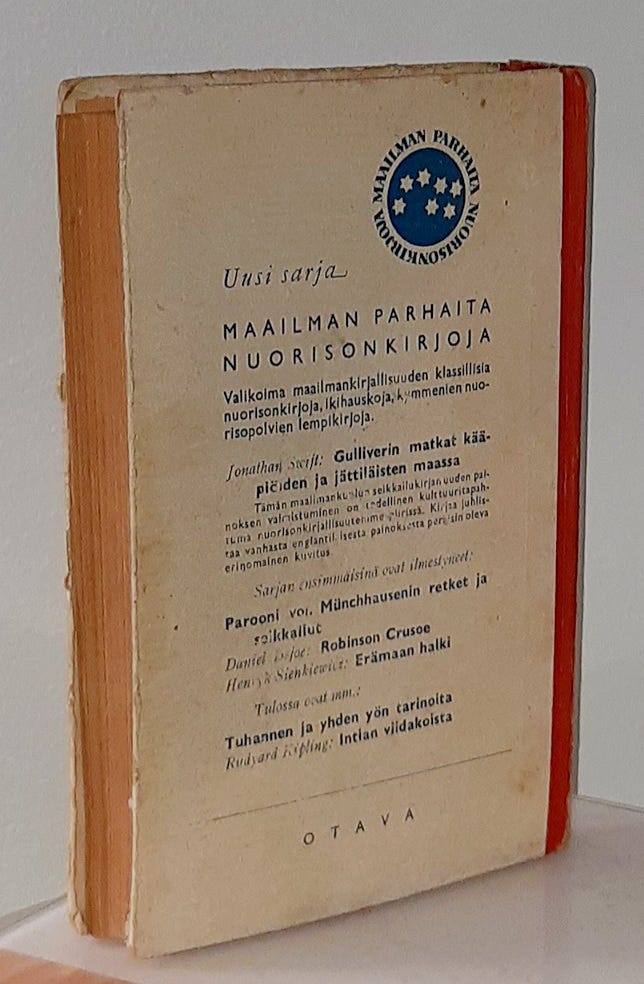 MAAILMAN PARHAITA NUORISONKIRJOJA
Uusi sarja
MAAILMAN PARHAITA
NUORISONKIRJOJA
Valikoima maailmankirjallisuuden klassillisia
nuorisonkirjoja, ikihauskoja, kymmenien nuo-
risopolvien lempikirjoja.
Jonathan Swift: Gulliverin matkat kää-
piöiden ja jättiläisten maassa
Tämän maailmankuulun seikkailukirjan uuden pai-
noksen valmistuminen on todellinen kulttuuritapah-
tuma nuorisonkirjallisuutemme piirissä. Kirjaa juhlis-
taa vanhasta englantilaisesta painoksesta peräisin oleva
erinomainen kuvitus.
Sarjan ensimmäisinä ovat ilmestyneet:
Parooni von Münchhausenin retket ja
seikkailut
Daniel Defoe: Robinson Crusoe
Henryk Sienkiewicz: Erämaan halki
Tulossa ovat mm.:
Tuhannen ja yhden yön tarinoita
Rudyard Kipling: Intian viidakoista
OTAVA